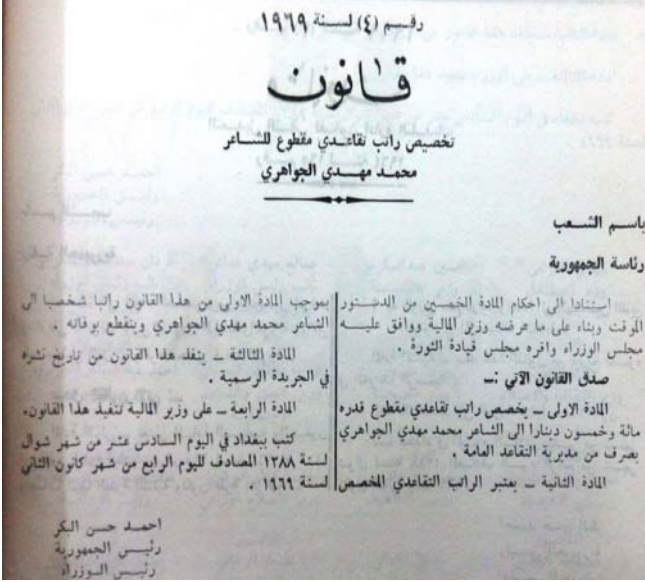 رقم (٤) لسنة ١٩٦٩
قانون
تخصيص راتب تقاعدي مقطوع للشاعر
محمد مهدي الجواهري
باسم الشعب
رئاسة الجمهورية
استنادا الى احكام المادة الخمسين من الدستور
المؤقت وبناء على ما عرضه وزير المالية ووافق عليه
مجلس الوزراء واقره مجلس قيادة الثورة .
صدق القانون الآتي :ـ
المادة الاولى ـ يخصص راتب تقاعدي مقطوع قدره
مائة وخمسون دينارا الى الشاعر محمد مهدي الجواهري
يصرف من مديرية التقاعد العامة .
المادة الثانية ـ يعتبر الراتب التقاعدي المخصص
بموجب المادة الاولى من هذا القانون راتبا شخصيا الى
الشاعر محمد مهدي الجواهري وينقطع بوفاته .
المادة الثالثة ـ ينفذ هذا القانون من تاريخ نشره
في الجريدة الرسمية .
المادة الرابعة ـ على وزير المالية تنفيذ هذا القانون.
كتب ببغداد في اليوم السادس عشر من شهر شوال
لسنة ١٣٨٨ المصادف لليوم الرابع من شهر كانون الثاني
لسنة ١٩٦٩
احمد حسن البكر
رئيس الجمهورية
رئيس الوزراء